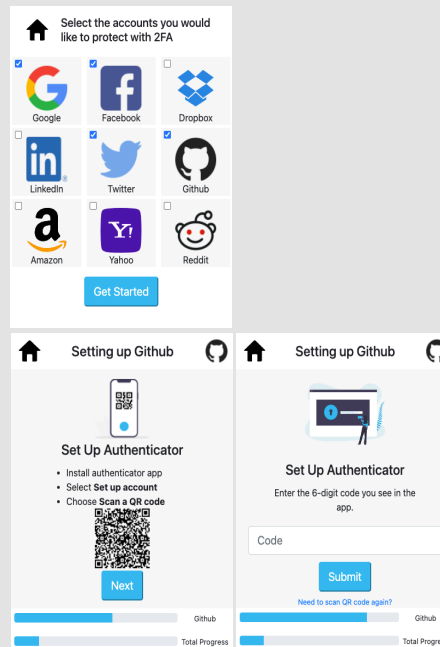 Select the accounts you would
like to protect with 2FA
Google
Facebook
Dropbox
in
LinkedIn
Twitter
Github
a
Amazon
Y!
Yahoo
Reddit
Get Started
Setting up Github
Set Up Authenticator
• Install authenticator app
• Select Set up account
• Choose Scan a QR code
Next
Github
Total Progress
Setting up Github
Set Up Authenticator
Enter the 6-digit code you see in the
app.
Code
Submit
Need to scan QR code again?
Github
Total Progre